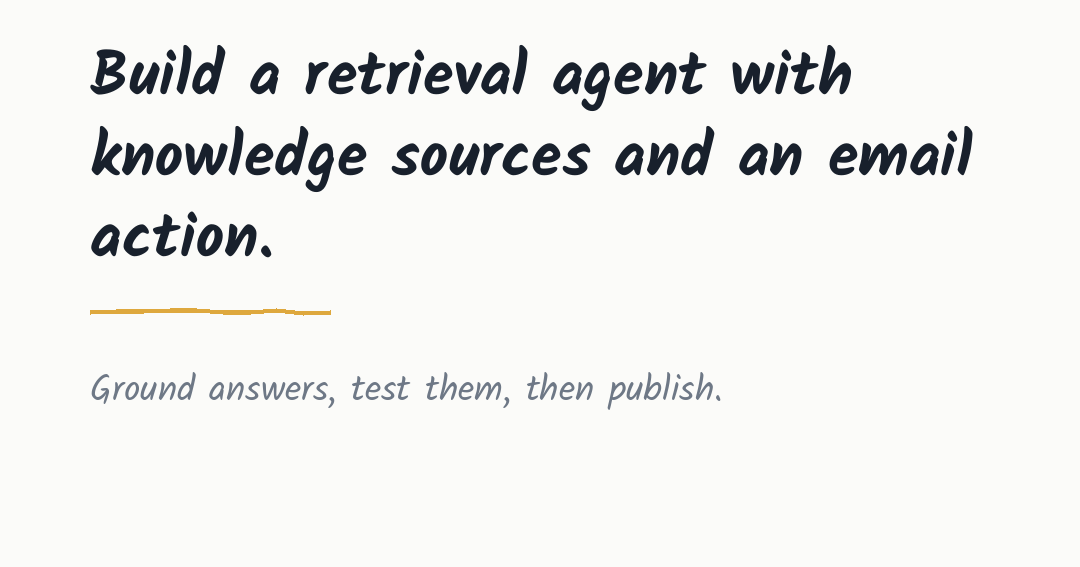 Build a retrieval agent with
knowledge sources and an email
action.
Ground answers, test them, then publish.